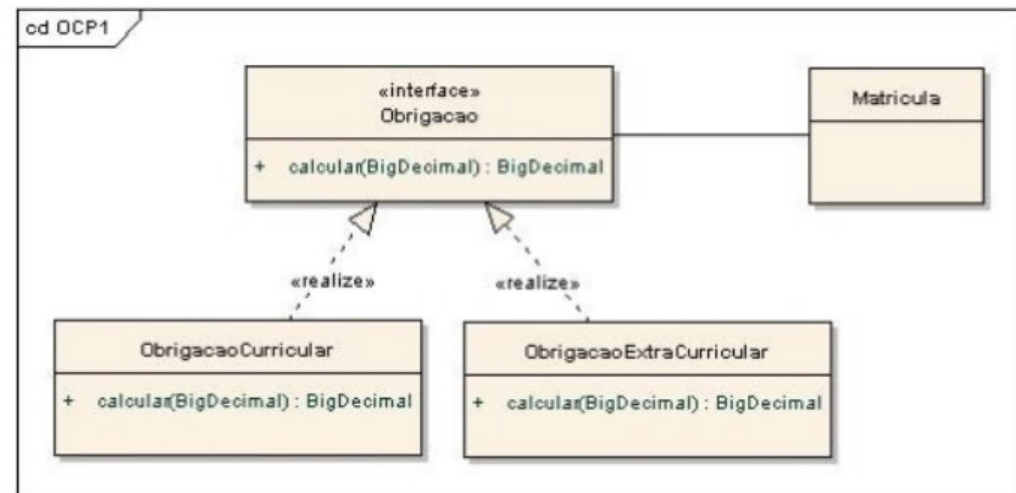 cd OCP1
«interface»
Obrigacao
+ calcular(BigDecimal) : BigDecimal
Matricula
«realize»
«realize»
ObrigacaoCurricular
+ calcular(BigDecimal) : BigDecimal
ObrigacaoExtraCurricular
+ calcular(BigDecimal) : BigDecimal